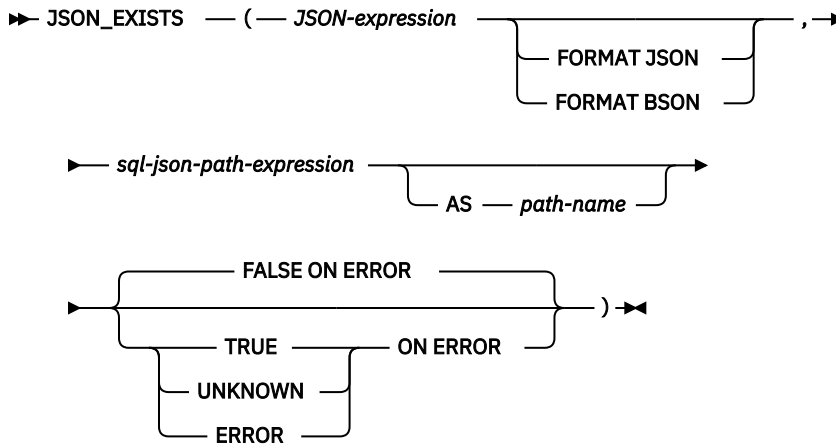 JSON_EXISTS ( JSON-expression ,
FORMAT JSON
FORMAT BSON
sql-json-path-expression
AS path-name
FALSE ON ERROR
)
TRUE ON ERROR
UNKNOWN
ERROR